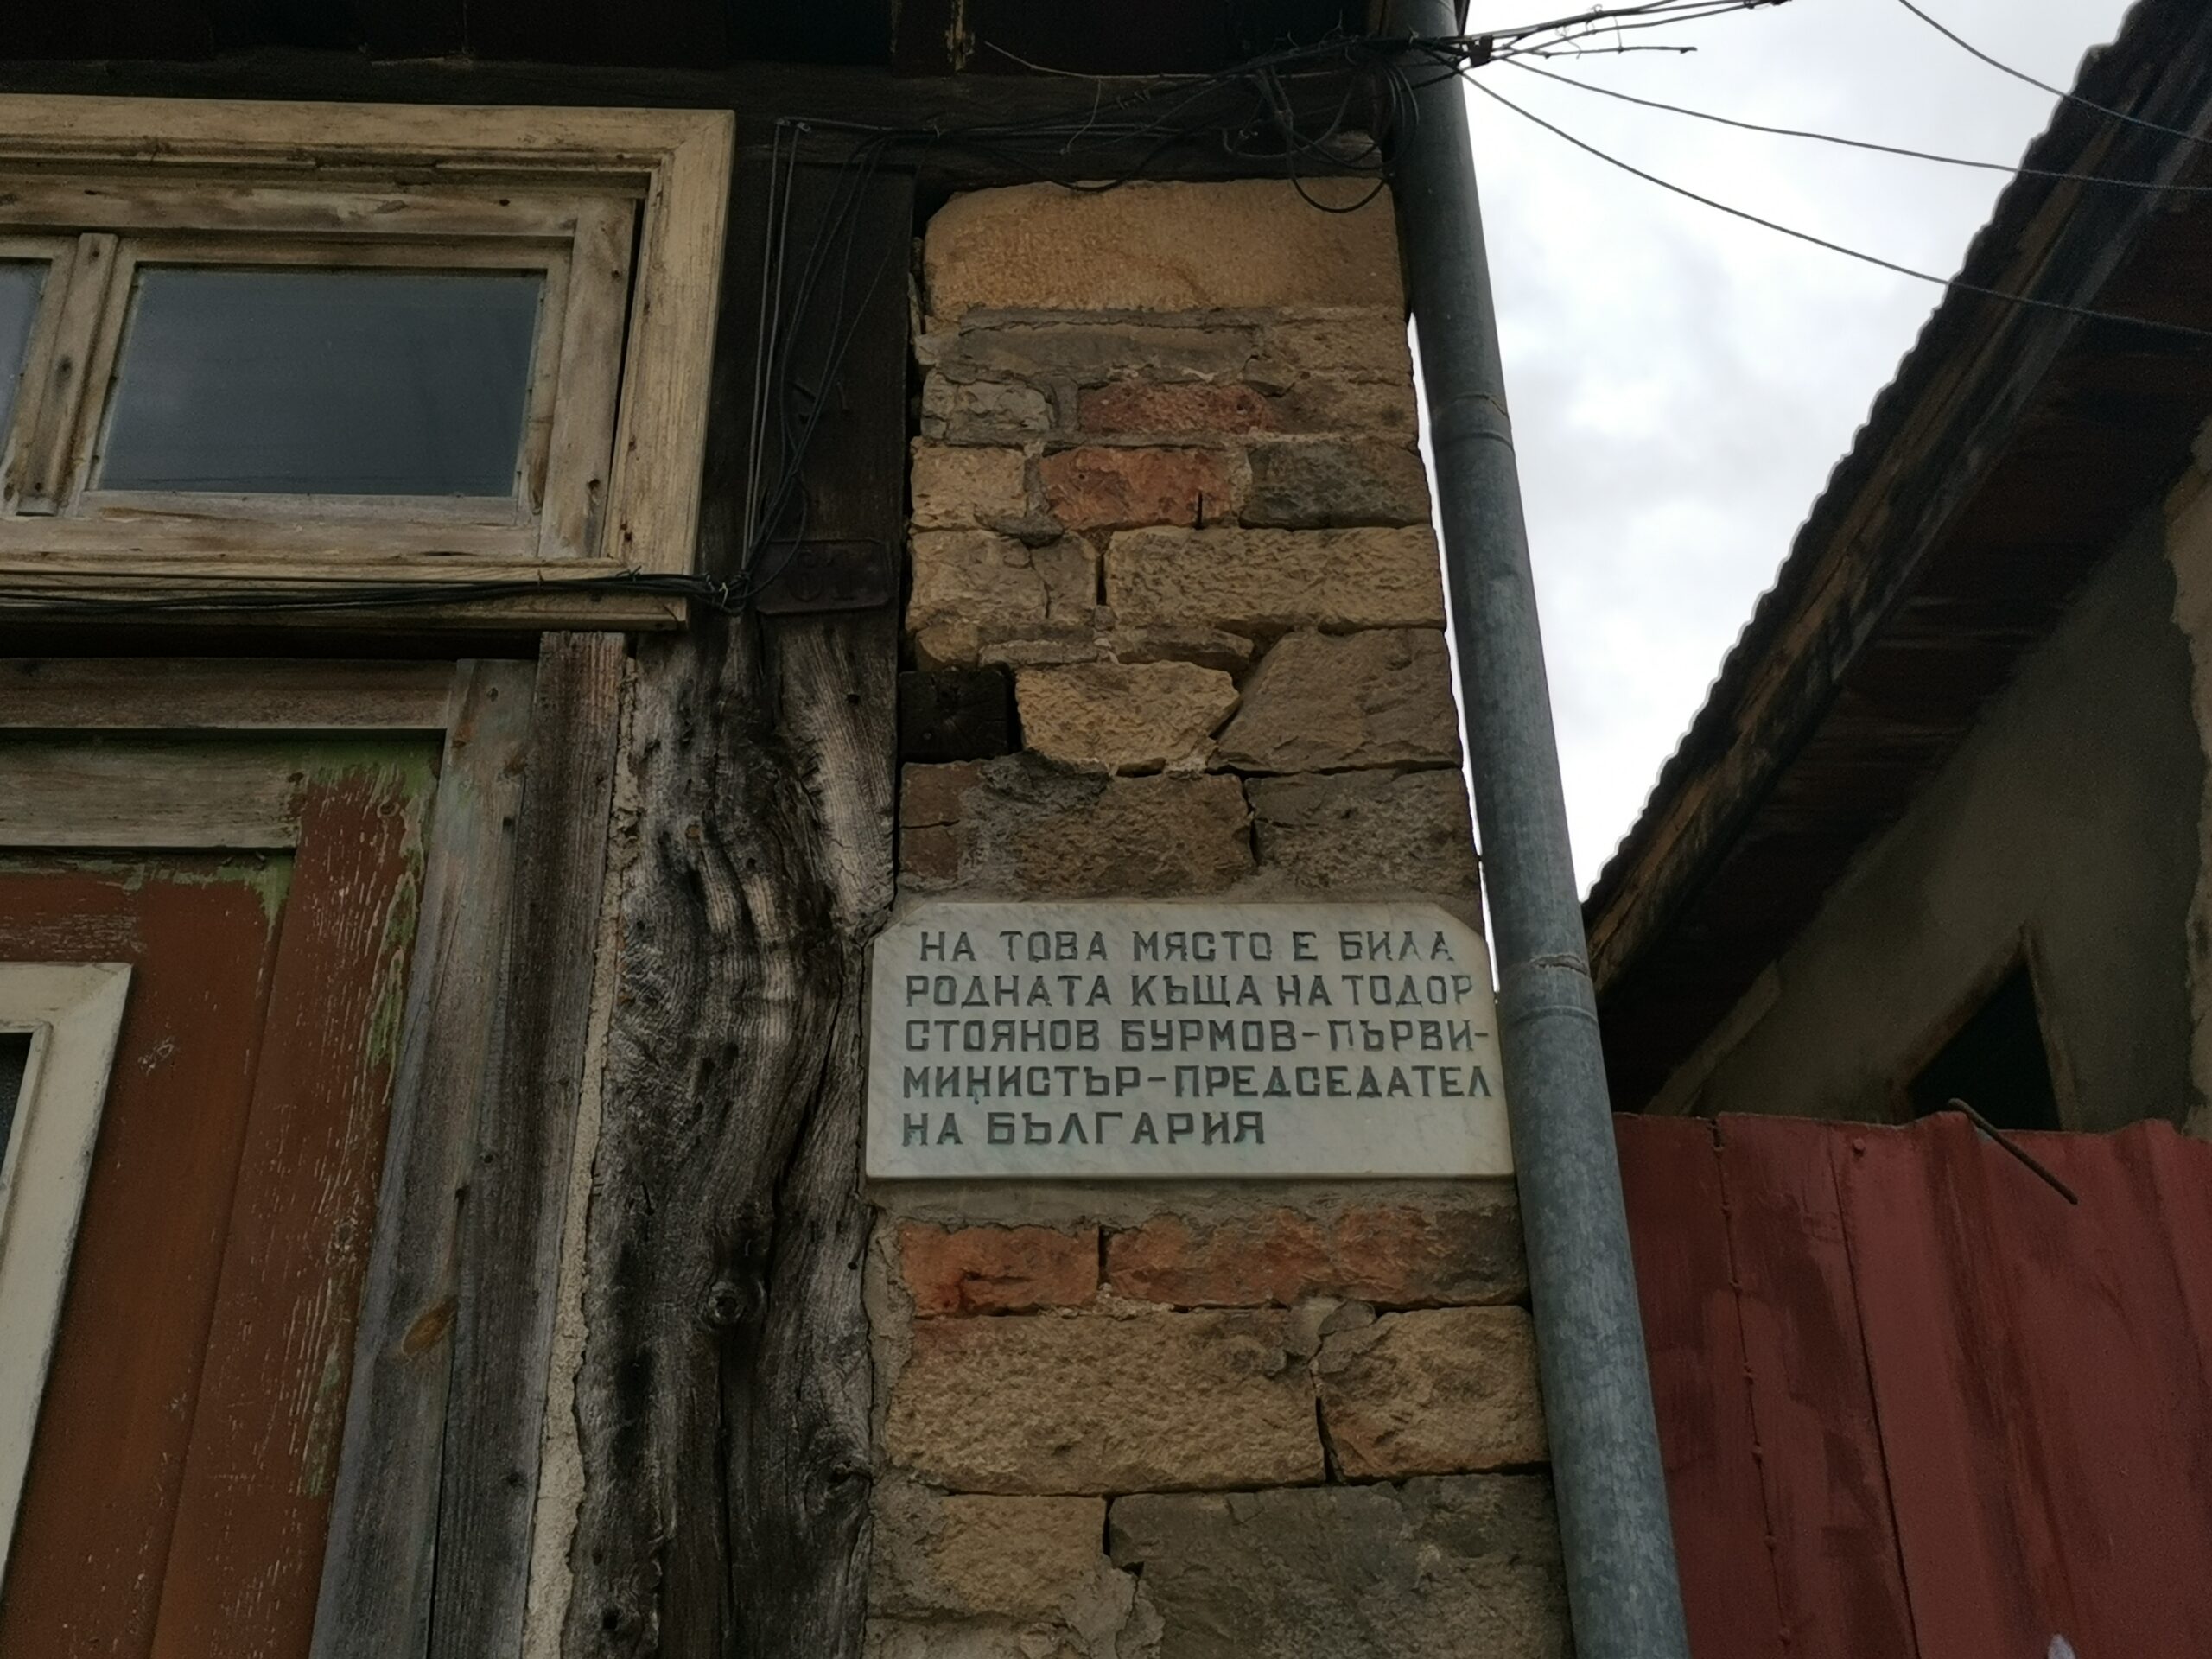 НА ТОВА МЯСТО Е БИЛА
РОДНАТА КЪЩА НА ТОДОР
СТОЯНОВ БУРМОВ-ПЪРВИ-
МИНИСТЪР-ПРЕДСЕДАТЕЛ
НА БЪЛГАРИЯ